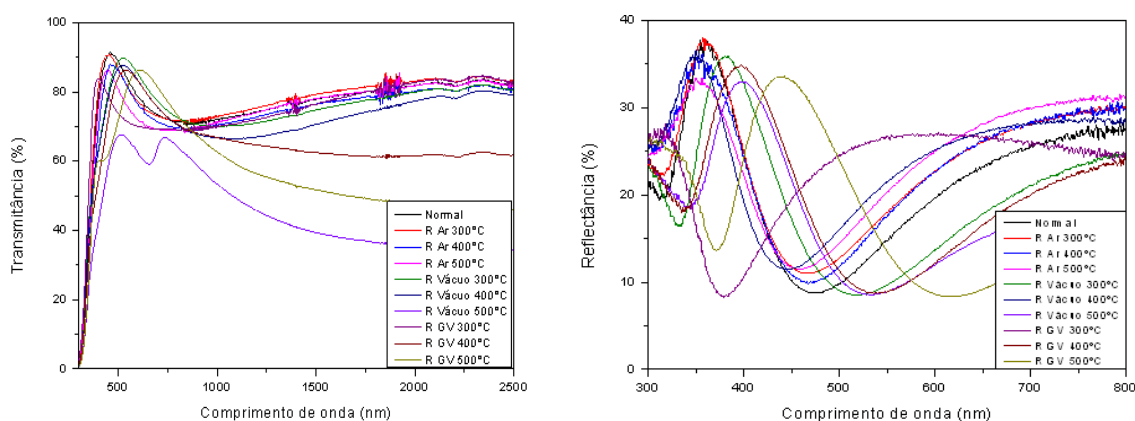 100
80
60
40
20
0
500
1000
1500
2000
2500
Transmitância (%)
Comprimento de onda (nm)
Normal
R Ar 300°C
R Ar 400°C
R Ar 500°C
R Vácuo 300°C
R Vácuo 400°C
R Vácuo 500°C
R GV 300°C
R GV 400°C
R GV 500°C
40
30
20
10
0
300
400
500
600
700
800
Reflectância (%)
Comprimento de onda (nm)
Normal
R Ar 300°C
R Ar 400°C
R Ar 500°C
R Vácuo 300°C
R Vácuo 400°C
R Vácuo 500°C
R GV 300°C
R GV 400°C
R GV 500°C